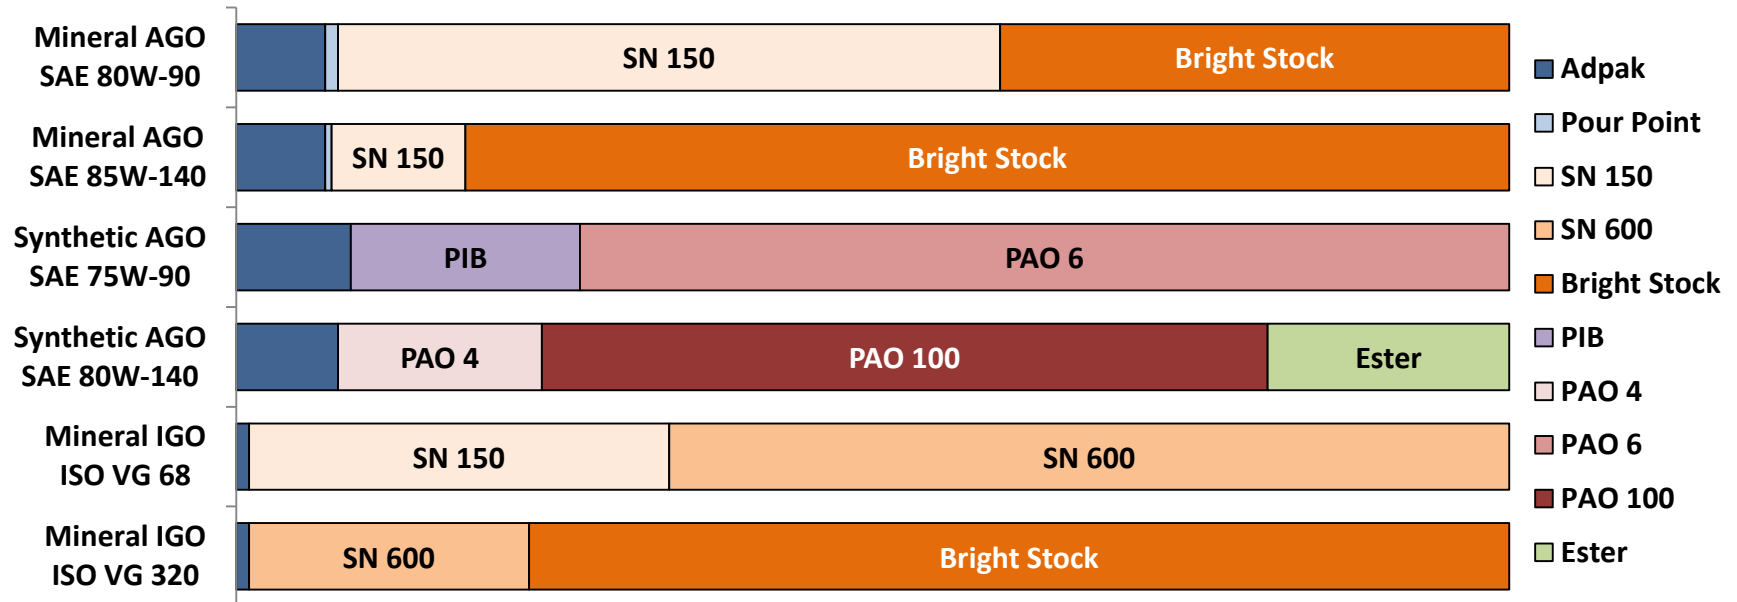 Mineral AGO
SAE 80W-90
SN 150
Bright Stock
Mineral AGO
SAE 85W-140
SN 150
Bright Stock
Synthetic AGO
SAE 75W-90
PIB
PAO 6
Synthetic AGO
SAE 80W-140
PAO 4
PAO 100
Ester
Mineral IGO
ISO VG 68
SN 150
SN 600
Mineral IGO
ISO VG 320
SN 600
Bright Stock
Adpak
Pour Point
SN 150
SN 600
Bright Stock
PIB
PAO 4
PAO 6
PAO 100
Ester